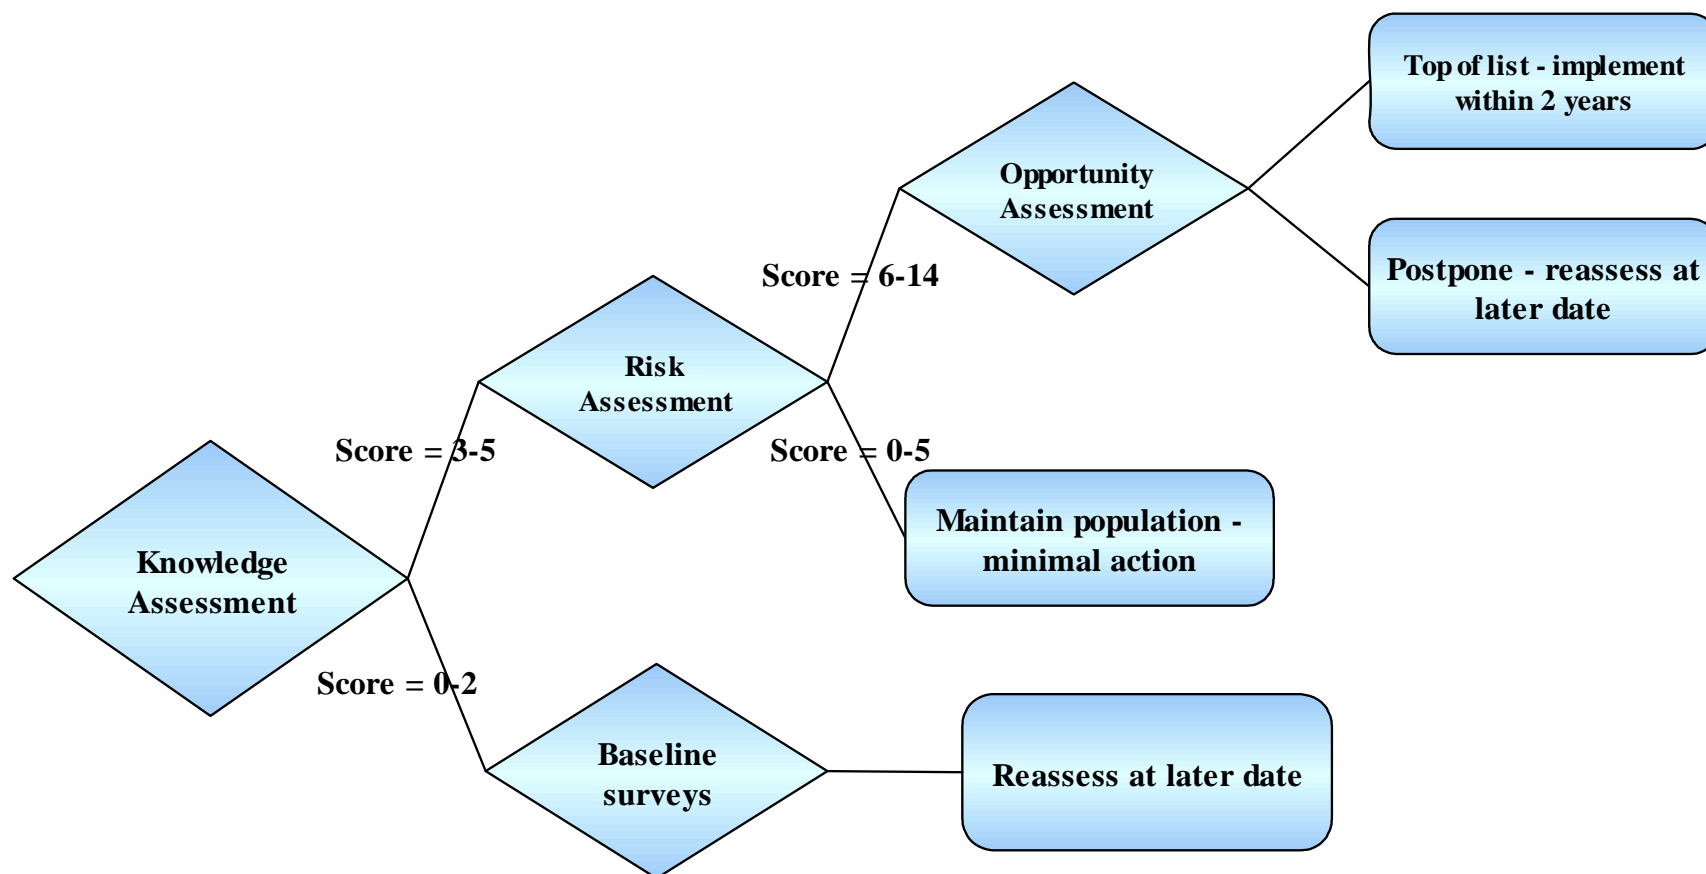 Top of list - implement
within 2 years
Opportunity
Assessment
Postpone - reassess at
later date
Score = 6-14
Risk
Assessment
Score = 3-5
Score = 0-5
Maintain population -
minimal action
Knowledge
Assessment
Score = 0-2
Baseline
surveys
Reassess at later date